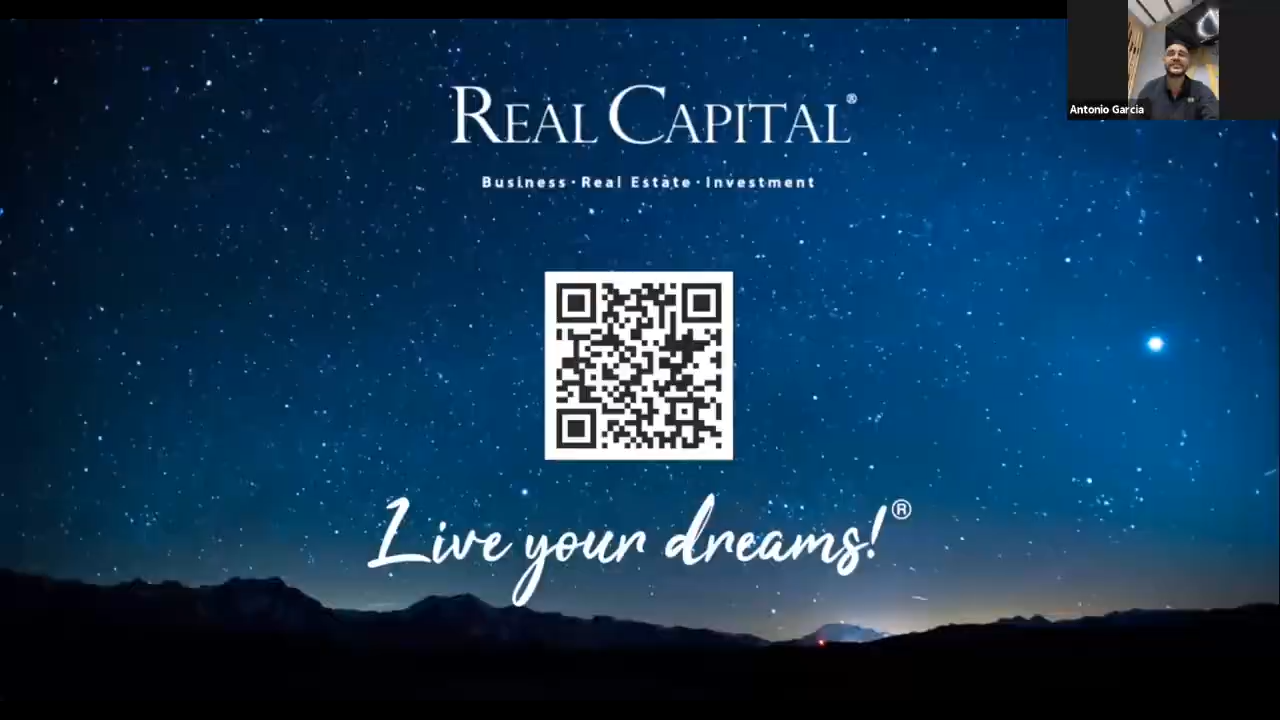 REAL CAPITAL®
Business · Real Estate · Investment
Live your dreams!®
Antonio Garcia